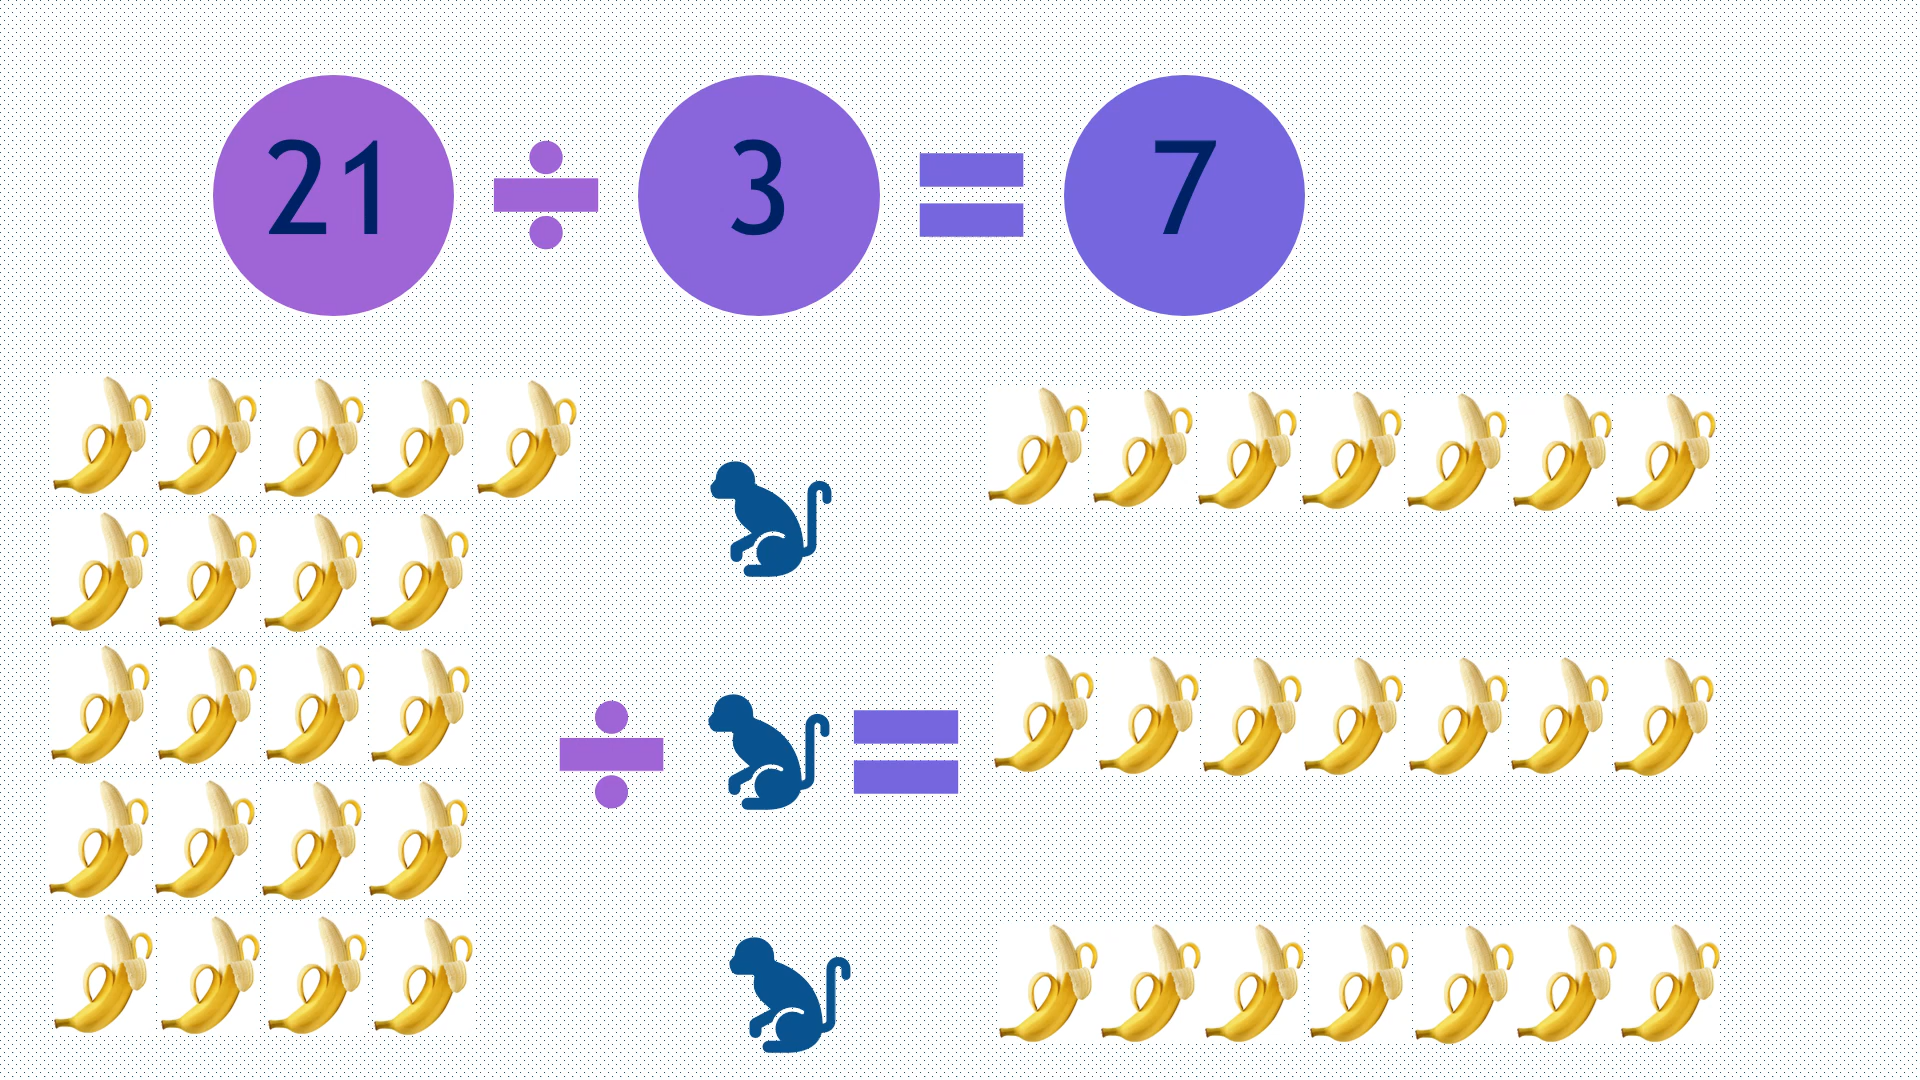 21 ÷ 3 = 7
÷ =